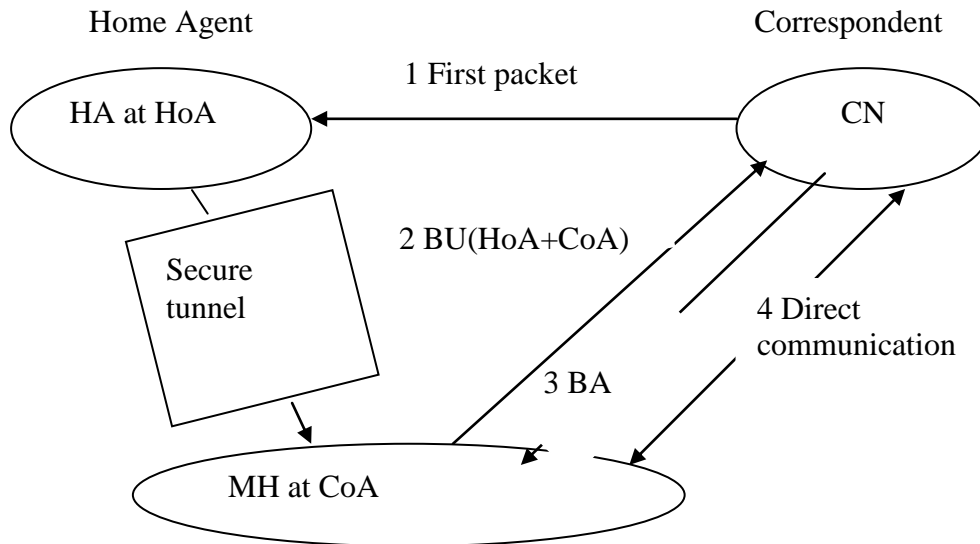 Home Agent
Correspondent
1 First packet
HA at HoA
CN
2 BU(HoA+CoA)
Secure
tunnel
4 Direct
communication
3 BA
MH at CoA